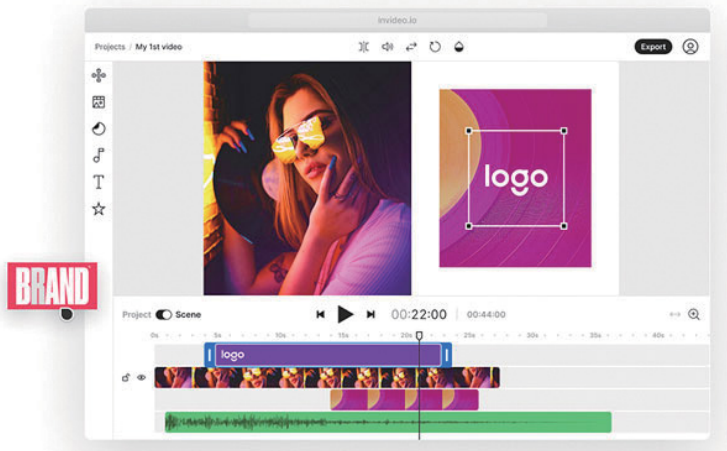 invideo.io
Projects / My 1st video
Export
T
logo
BRAND
Project Scene
00:22:00 00:44:00
0s 5s 10s 15s 20s 25s 30s 35s 40s
logo